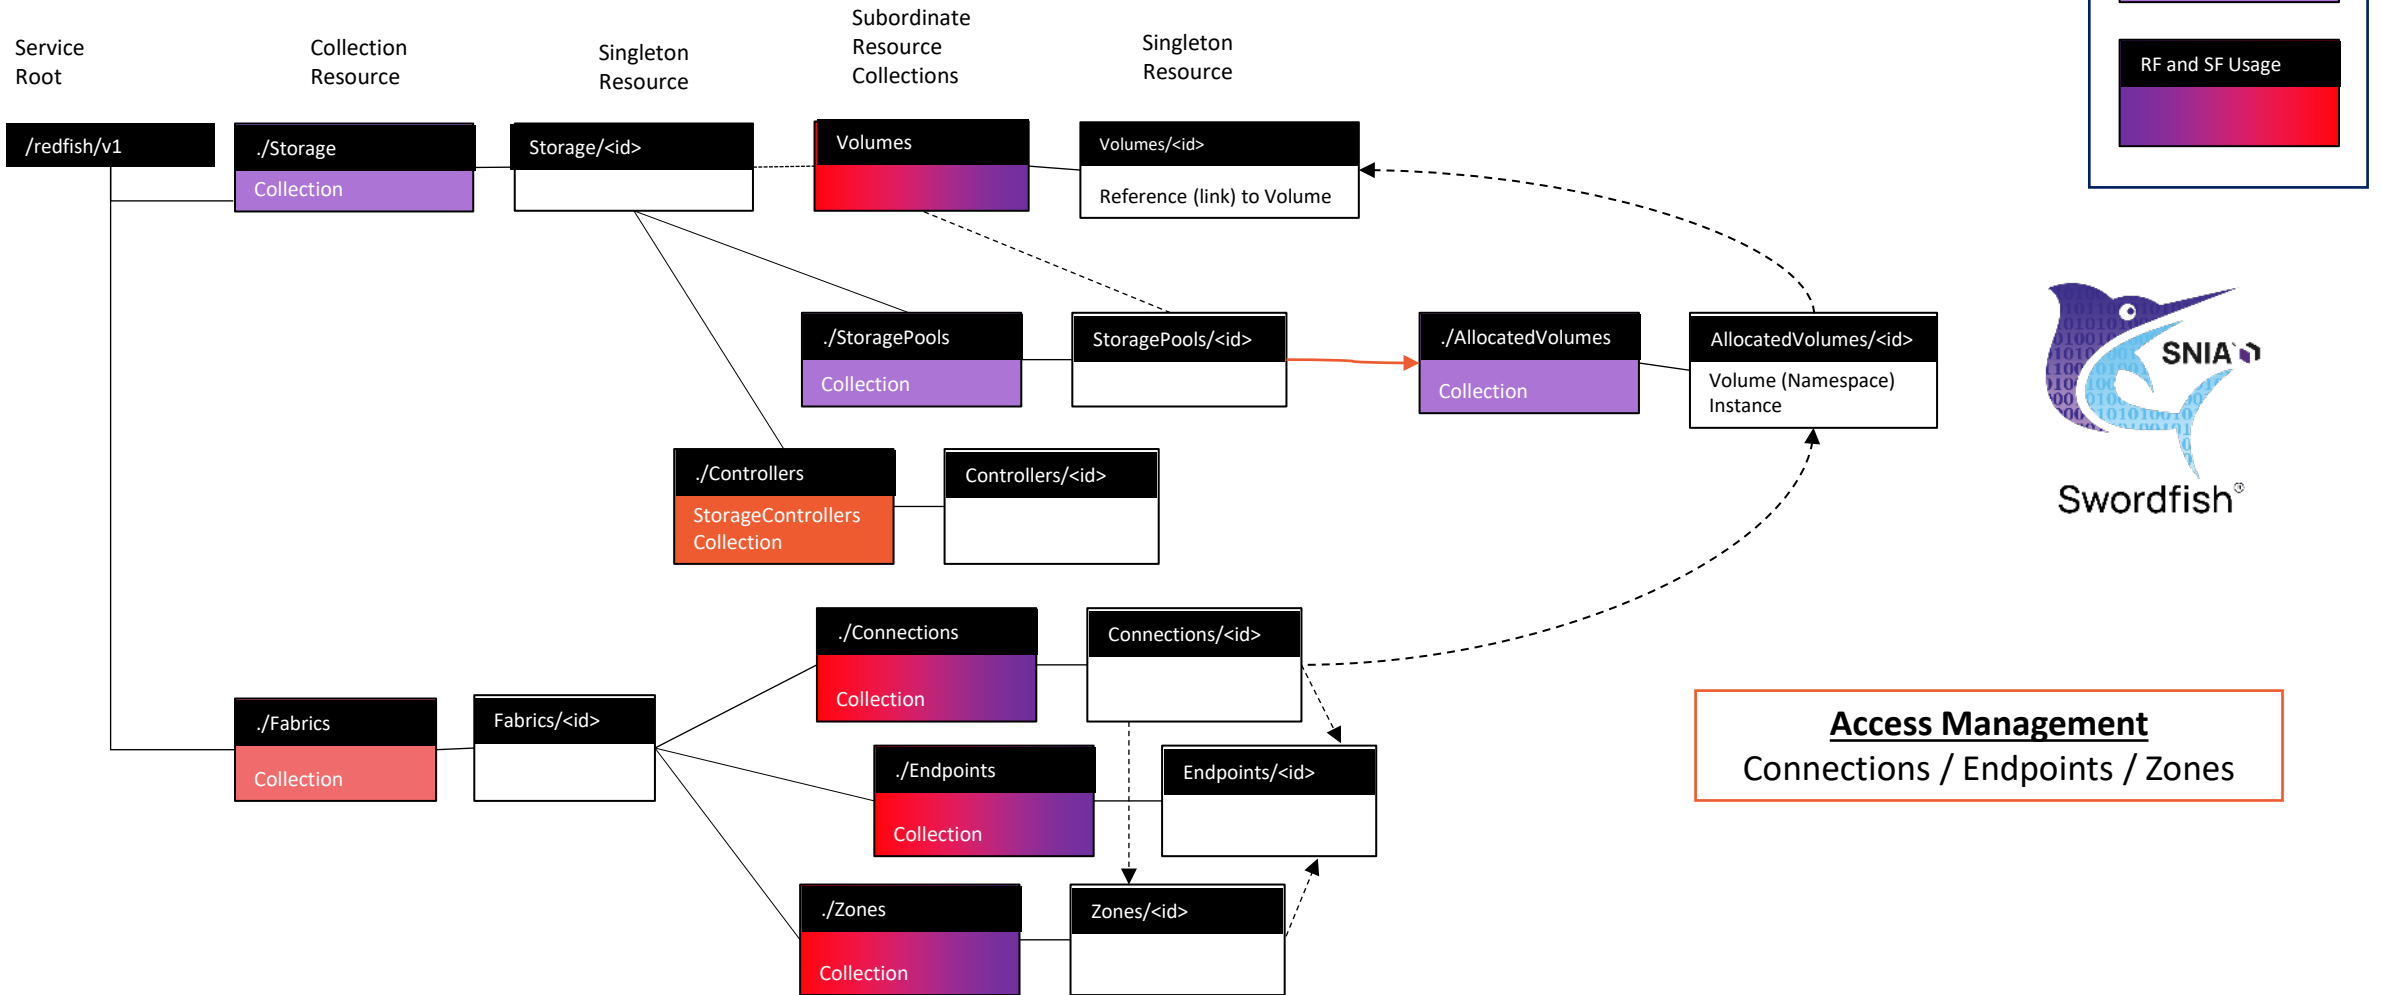 Service
Root
Collection
Resource
Singleton
Resource
Subordinate
Resource
Collections
Singleton
Resource
RF and SF Usage
/redfish/v1
./Storage
Collection
Storage/<id>
Volumes
Volumes/<id>
Reference (link) to Volume
./StoragePools
Collection
StoragePools/<id>
./AllocatedVolumes
Collection
AllocatedVolumes/<id>
Volume (Namespace)
Instance
SNIA
Swordfish®
./Controllers
StorageControllers
Collection
Controllers/<id>
./Connections
Collection
Connections/<id>
./Fabrics
Collection
Fabrics/<id>
./Endpoints
Collection
Endpoints/<id>
./Zones
Collection
Zones/<id>
Access Management
Connections / Endpoints / Zones